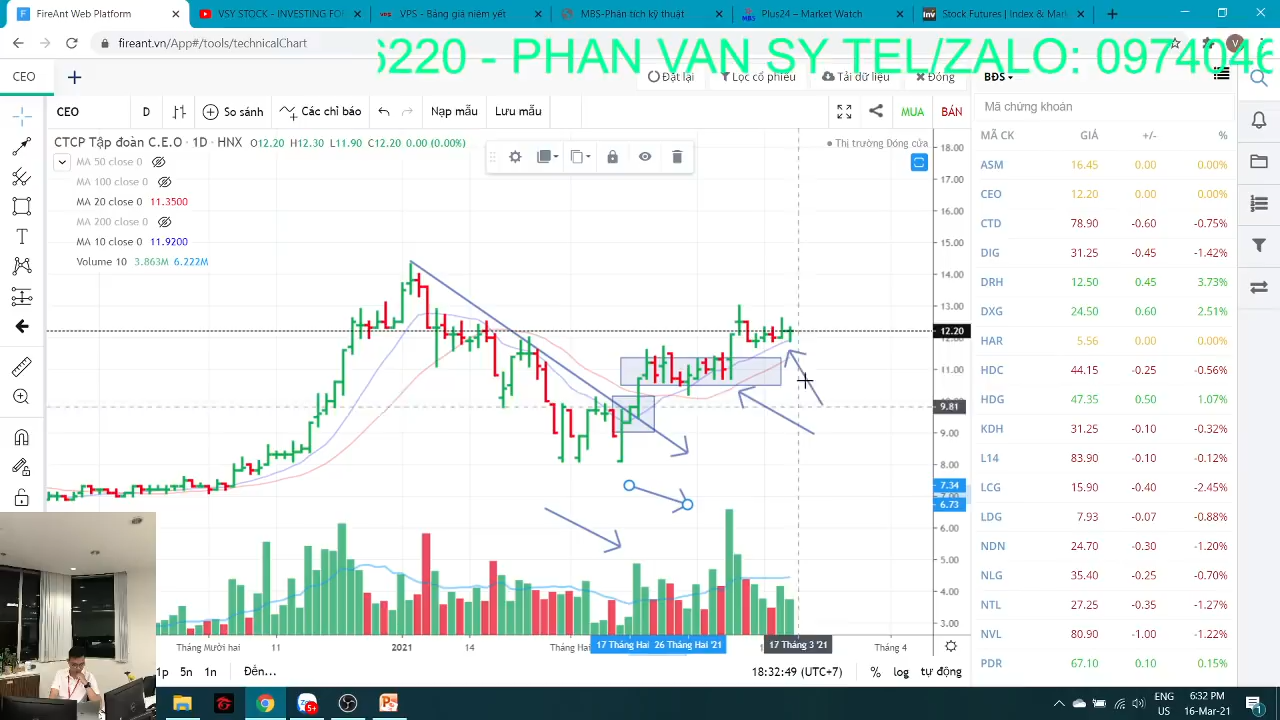 FireAnt
VSY STOCK - INVESTING FO
VPS - Bảng giá niêm yết
MBS-Phân tích kỹ thuật
Plus24 - Market Watch
Stock Futures | Index & Mark
fireant.vn/App#/tools/technicalChart
6220 - PHAN VAN SY TEL/ZALO: 0974046
CEO
Đặt lại
Lọc cổ phiếu
Tải dữ liệu
Đóng
BĐS
CEO
D
So sánh
Các chỉ báo
Nạp mẫu
Lưu mẫu
MUA
BÁN
Mã chứng khoán
CTCP Tập đoàn C.E.O · 1D · HNX O12.20 H12.30 L11.90 C12.20 0.00 (0.00%)
Thị trường Đóng cửa
MA 50 close 0
MA 100 close 0
MA 20 close 0 11.3500
MA 200 close 0
MA 10 close 0 11.9200
Volume 10 3.863M 6.222M
18.00
17.00
16.00
15.00
14.00
13.00
12.20
12.00
11.00
9.81
9.00
8.00
7.34
7.00
6.73
6.00
5.00
4.00
3.00
MÃ CK GIÁ +/- %
ASM 16.45 0.00 0.00%
CEO 12.20 0.00 0.00%
CTD 78.90 -0.60 -0.75%
DIG 31.25 -0.45 -1.42%
DRH 12.50 0.45 3.73%
DXG 24.50 0.60 2.51%
HAR 5.56 0.00 0.00%
HDC 44.15 -0.25 -0.56%
HDG 47.35 0.50 1.07%
KDH 31.25 -0.10 -0.32%
L14 83.90 -0.10 -0.12%
LCG 15.90 -0.40 -2.45%
LDG 7.93 -0.07 -0.88%
NDN 24.70 -0.30 -1.20%
NLG 35.40 -0.25 -0.70%
NTL 27.25 -0.35 -1.27%
NVL 80.90 -1.00 -1.22%
PDR 67.10 0.10 0.15%
Tháng Mười hai
11
2021
14
Tháng Hai
17 Tháng Hai
26 Tháng Hai '21
17 Tháng 3 '21
Tháng 4
5n
1n
Đến...
18:32:49 (UTC+7)
%
log
tự động
ENG
US
6:32 PM
16-Mar-21